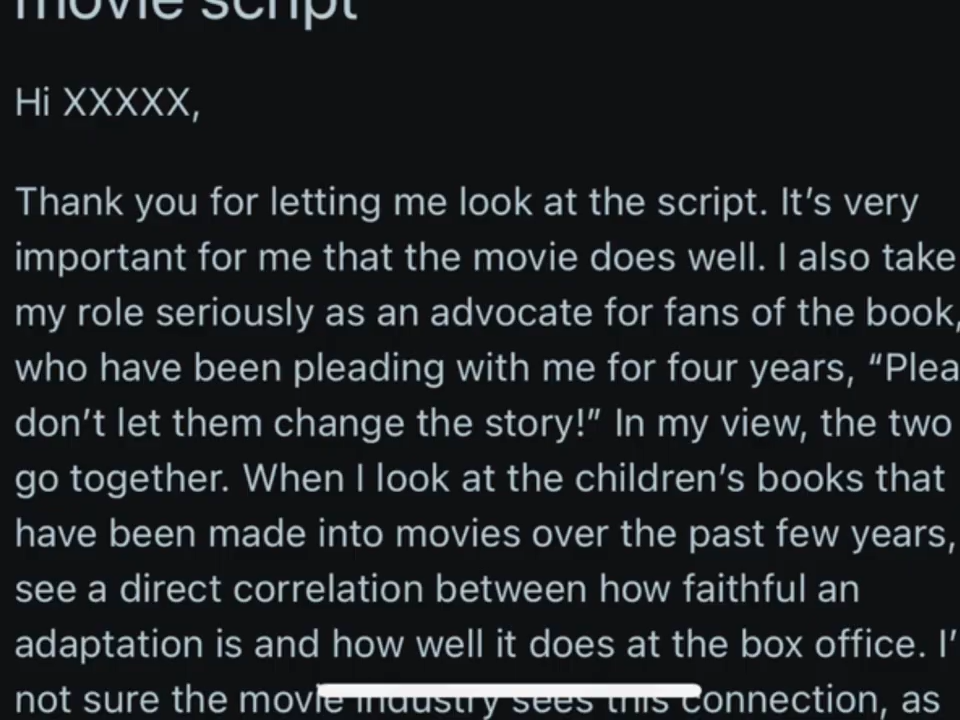 movie script
Hi XXXXX,
Thank you for letting me look at the script. It’s very
important for me that the movie does well. I also take
my role seriously as an advocate for fans of the book,
who have been pleading with me for four years, “Plea
don’t let them change the story!” In my view, the two
go together. When I look at the children’s books that
have been made into movies over the past few years,
see a direct correlation between how faithful an
adaptation is and how well it does at the box office. I’
not sure the movie industry sees this connection, as